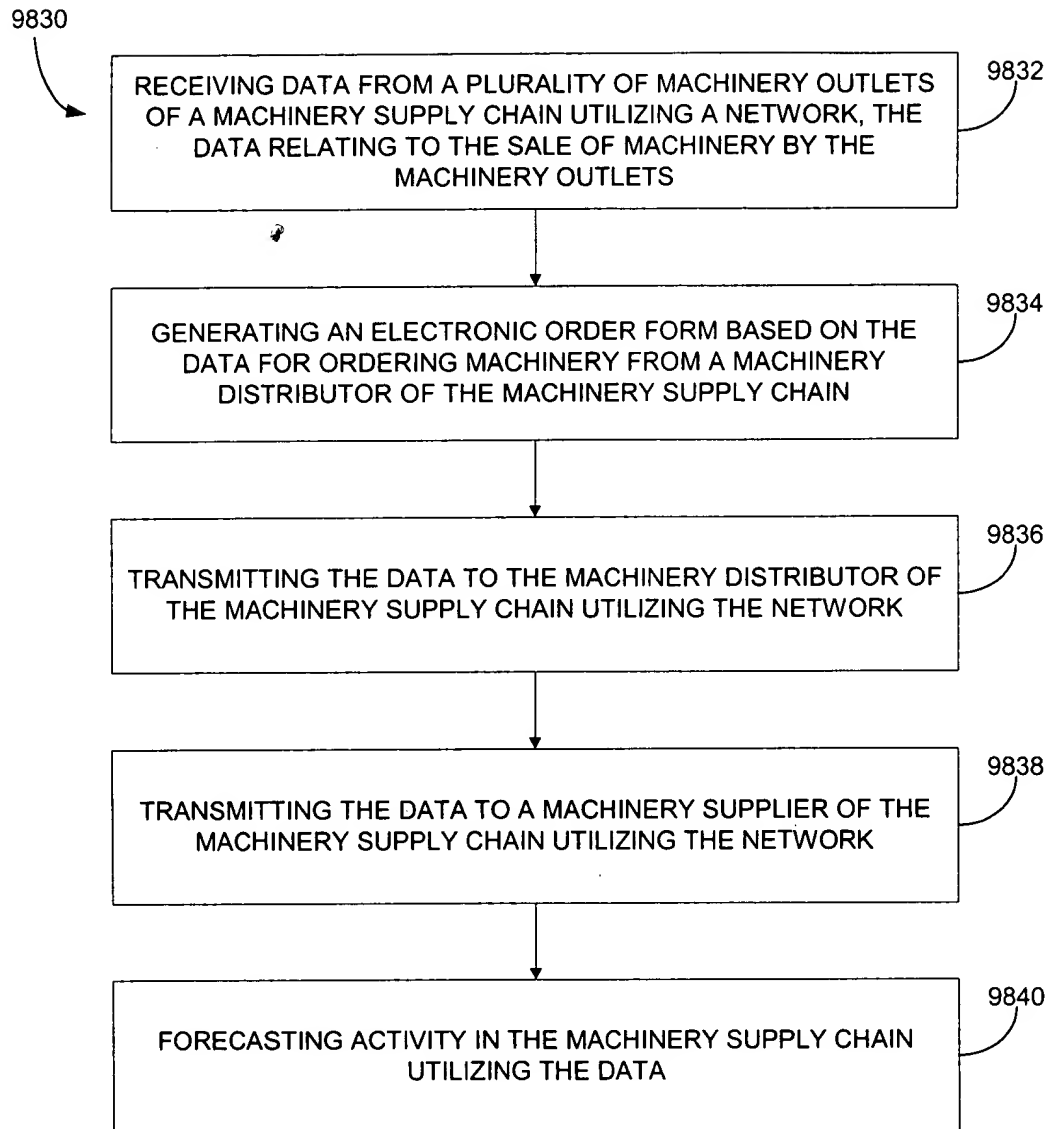 9830
9832
RECEIVING DATA FROM A PLURALITY OF MACHINERY OUTLETS
OF A MACHINERY SUPPLY CHAIN UTILIZING A NETWORK, THE
DATA RELATING TO THE SALE OF MACHINERY BY THE
MACHINERY OUTLETS
9834
GENERATING AN ELECTRONIC ORDER FORM BASED ON THE
DATA FOR ORDERING MACHINERY FROM A MACHINERY
DISTRIBUTOR OF THE MACHINERY SUPPLY CHAIN
9836
TRANSMITTING THE DATA TO THE MACHINERY DISTRIBUTOR OF
THE MACHINERY SUPPLY CHAIN UTILIZING THE NETWORK
9838
TRANSMITTING THE DATA TO A MACHINERY SUPPLIER OF THE
MACHINERY SUPPLY CHAIN UTILIZING THE NETWORK
9840
FORECASTING ACTIVITY IN THE MACHINERY SUPPLY CHAIN
UTILIZING THE DATA